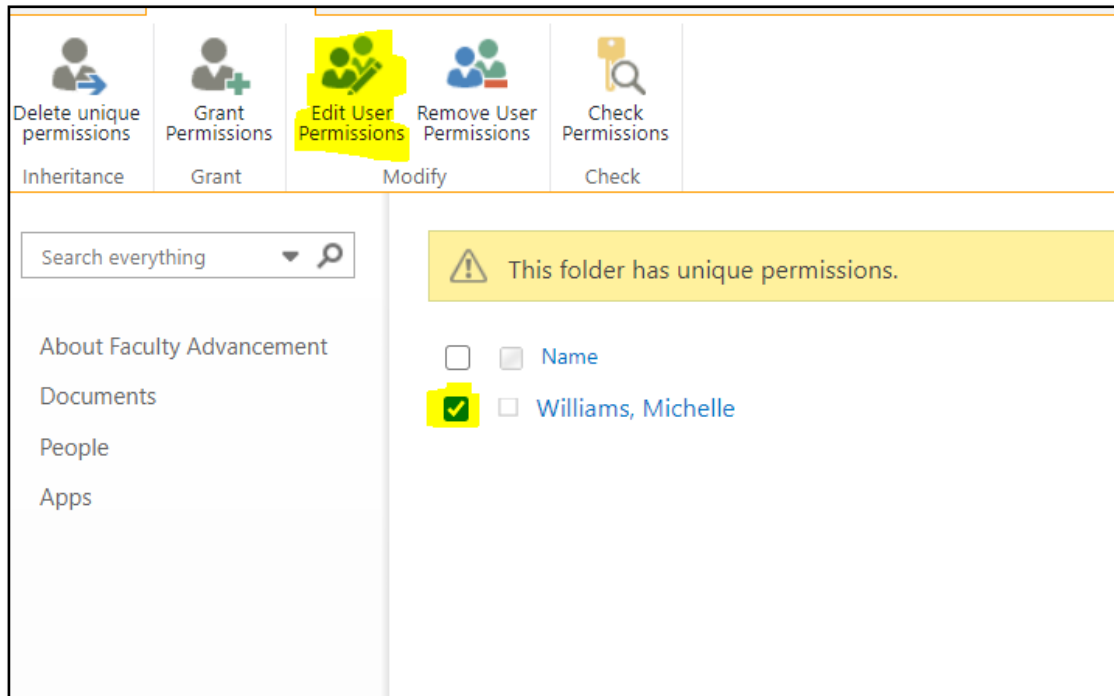 Delete unique
permissions
Grant
Permissions
Edit User
Permissions
Remove User
Permissions
Check
Permissions
Inheritance
Grant
Modify
Check
Search everything
This folder has unique permissions.
About Faculty Advancement
Documents
People
Apps
Name
Williams, Michelle